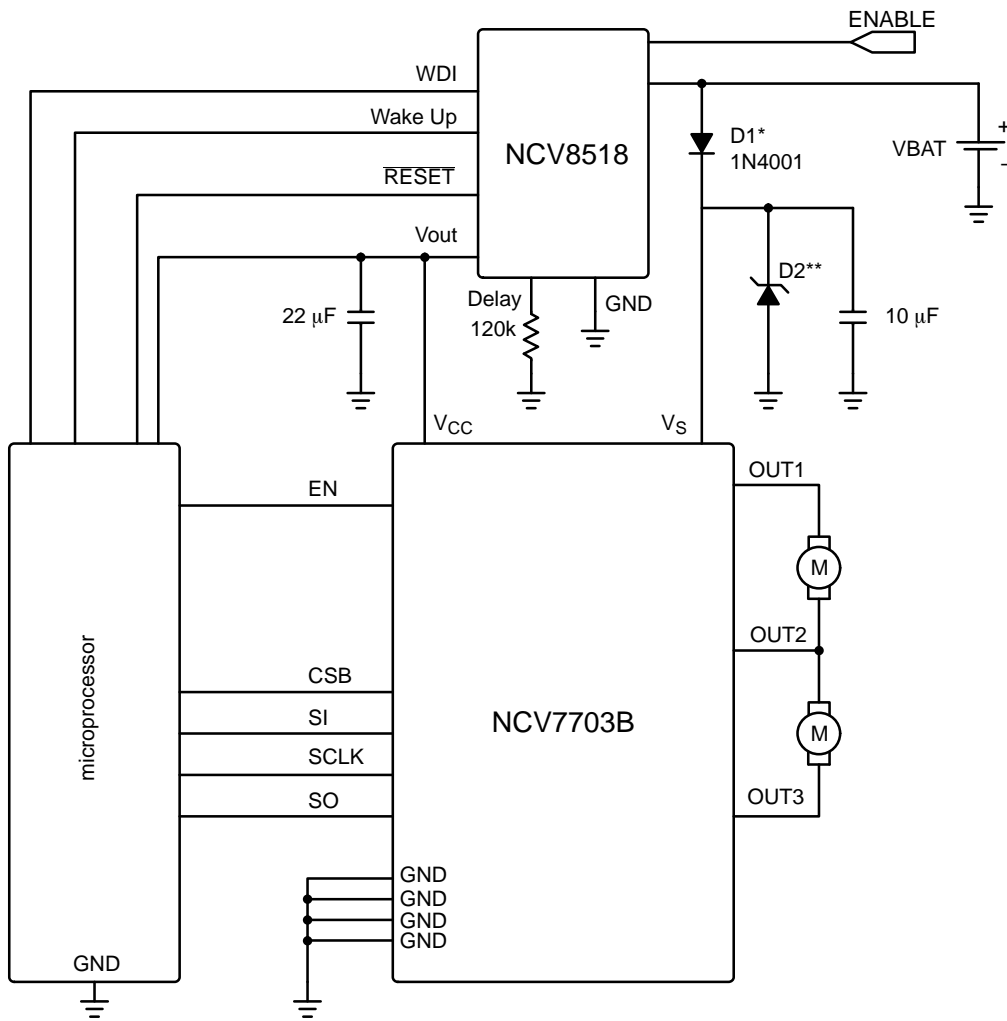 ENABLE
WDI
Wake Up
RESET
Vout
NCV8518
D1*
1N4001
VBAT
+
−
D2**
22 μF
Delay
120k
GND
10 μF
VCC
VS
EN
OUT1
M
OUT2
microprocessor
CSB
SI
SCLK
SO
NCV7703B
M
OUT3
GND
GND
GND
GND
GND